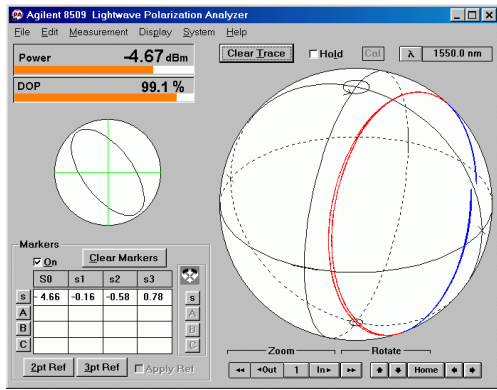 Agilent 8509 Lightwave Polarization Analyzer
File Edit Measurement Display System Help
Power -4.67 dBm
DOP 99.1 %
Clear Trace Hold Cal λ 1550.0 nm
Markers
On Clear Markers
S0 s1 s2 s3
s - 4.66 -0.16 -0.58 0.78 s
A A
B B
C C
2pt Ref 3pt Ref Apply Ref
Zoom Rotate
Out 1 In Home